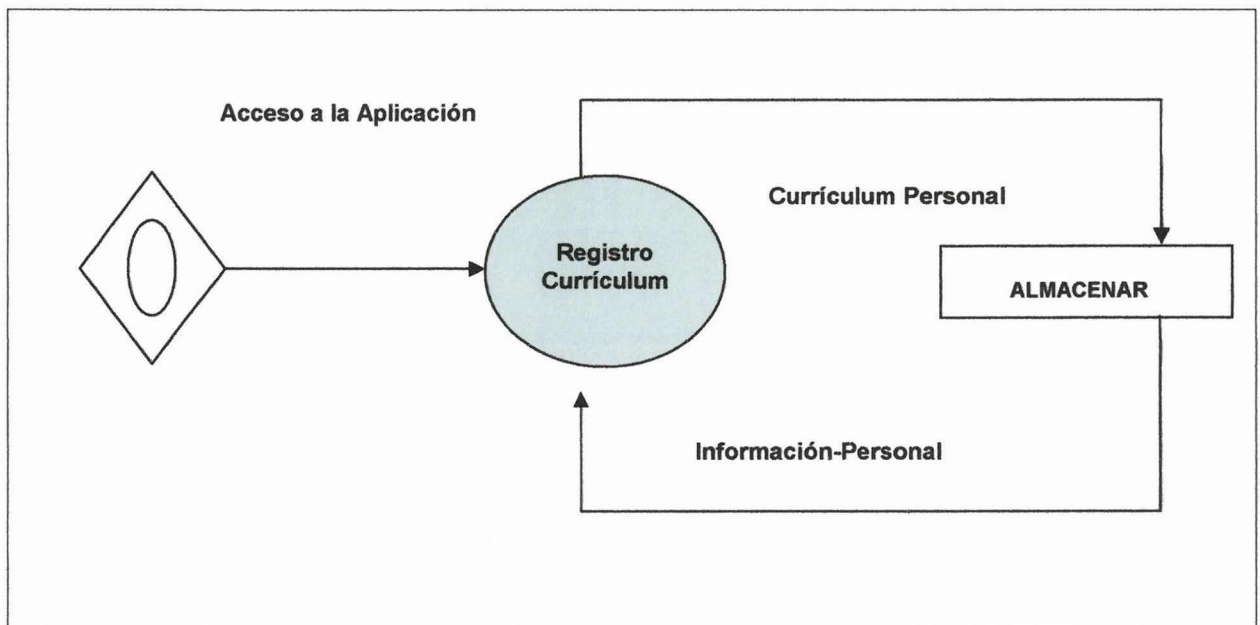 Acceso a la Aplicación
Currículum Personal
Registro
Currículum
ALMACENAR
Información-Personal